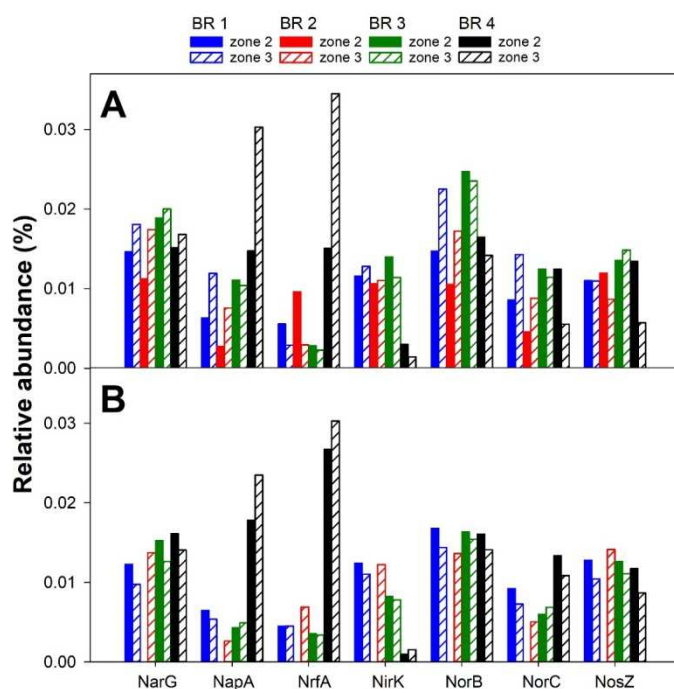 BR 1 BR 2 BR 3 BR 4
zone 2 zone 2 zone 2 zone 2
zone 3 zone 3 zone 3 zone 3
A
0.03
0.02
0.01
0.00
B
0.03
0.02
0.01
0.00
Relative abundance (%)
NarG NapA NrfA NirK NorB NorC NosZ